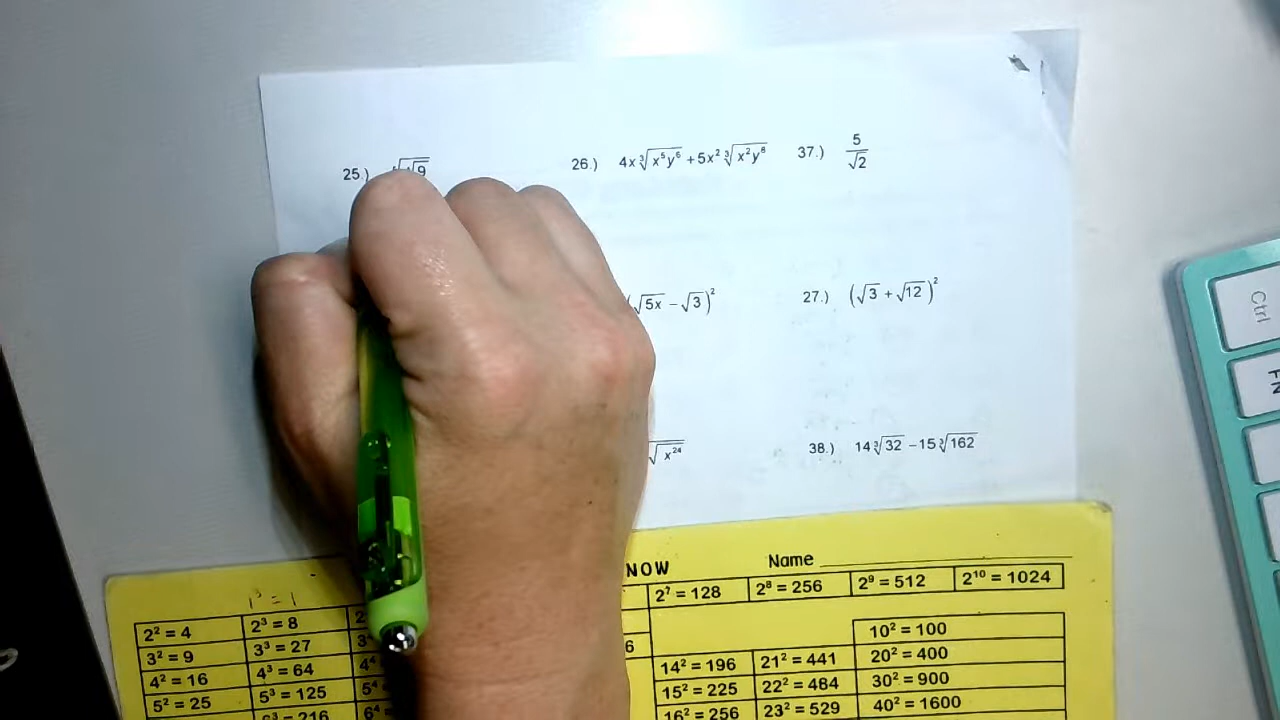 25.) √√9 26.) 4x∛(x⁵y⁶) + 5x²∛(x²y⁸) 37.) 5/√2
(√5x − √3)² 27.) (√3 + √12)²
√x²⁴ 38.) 14∛32 − 15∛162
NOW Name
1³ = 1 2⁷ = 128 2⁸ = 256 2⁹ = 512 2¹⁰ = 1024
2² = 4 2³ = 8 10² = 100
3² = 9 3³ = 27 14² = 196 21² = 441 20² = 400
4² = 16 4³ = 64 15² = 225 22² = 484 30² = 900
5² = 25 5³ = 125 16² = 256 23² = 529 40² = 1600
6³ = 216
Ctrl